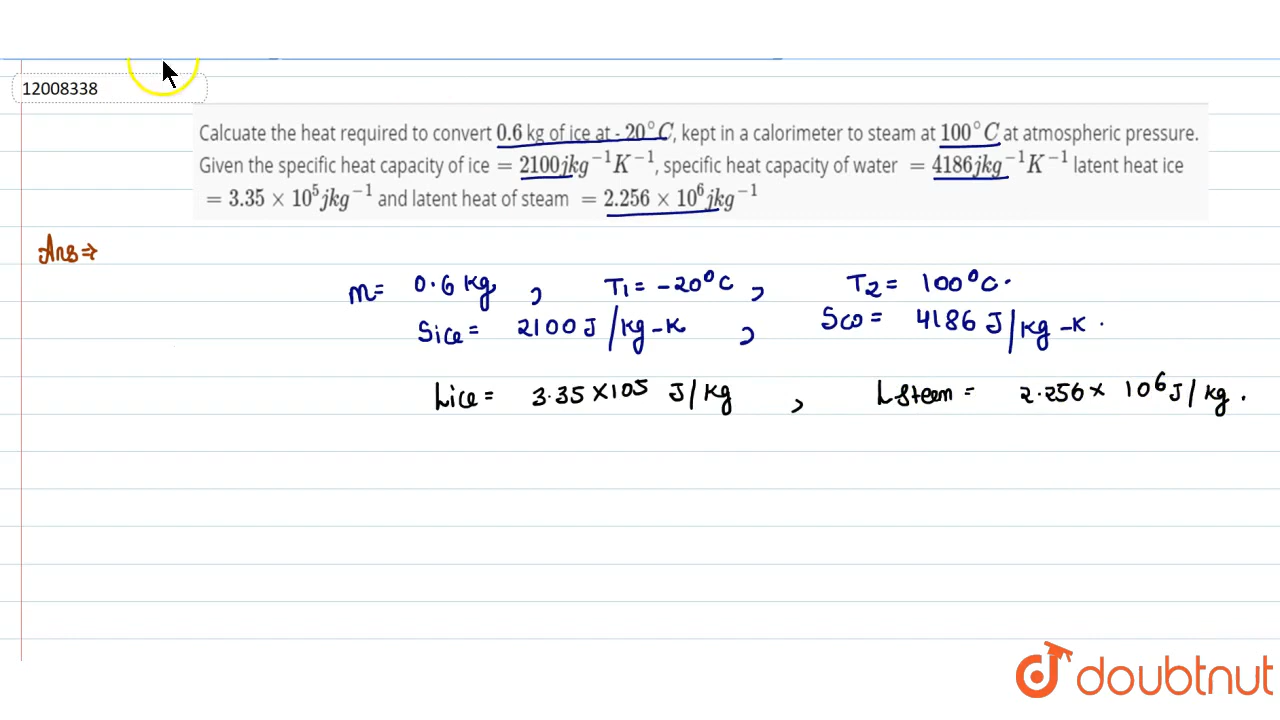 12008338
Calcuate the heat required to convert 0.6 kg of ice at - 20°C, kept in a calorimeter to steam at 100°C at atmospheric pressure.
Given the specific heat capacity of ice = 2100jkg⁻¹K⁻¹, specific heat capacity of water = 4186jkg⁻¹K⁻¹ latent heat ice
= 3.35 × 10⁵jkg⁻¹ and latent heat of steam = 2.256 × 10⁶jkg⁻¹
Ans⇒
m= 0.6 kg, T1 = -20°C, T2 = 100°C.
Sice = 2100 J/kg-K, Sω = 4186 J/kg-K.
Lice = 3.35×10⁵ J/kg, Lsteem = 2.256× 10⁶ J/kg.
doubtnut